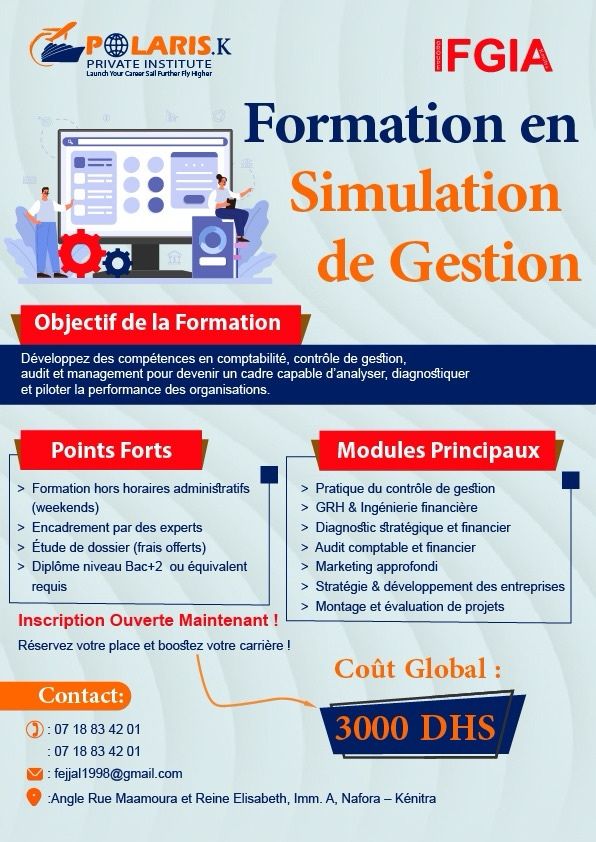 POLARIS.K
PRIVATE INSTITUTE
Launch Your Career Sail Further Fly Higher
IFGIA
Formation en
Simulation
de Gestion
Objectif de la Formation
Développez des compétences en comptabilité, contrôle de gestion,
audit et management pour devenir un cadre capable d'analyser, diagnostiquer
et piloter la performance des organisations.
Points Forts
> Formation hors horaires administratifs
(weekends)
> Encadrement par des experts
> Étude de dossier (frais offerts)
> Diplôme niveau Bac+2 ou équivalent
requis
Modules Principaux
> Pratique du contrôle de gestion
> GRH & Ingénierie financière
> Diagnostic stratégique et financier
> Audit comptable et financier
> Marketing approfondi
> Stratégie & développement des entreprises
> Montage et évaluation de projets
Inscription Ouverte Maintenant !
Réservez votre place et boostez votre carrière !
Coût Global :
3000 DHS
Contact:
: 07 18 83 42 01
: 07 18 83 42 01
: fejjal1998@gmail.com
:Angle Rue Maamoura et Reine Elisabeth, Imm. A, Nafora – Kénitra